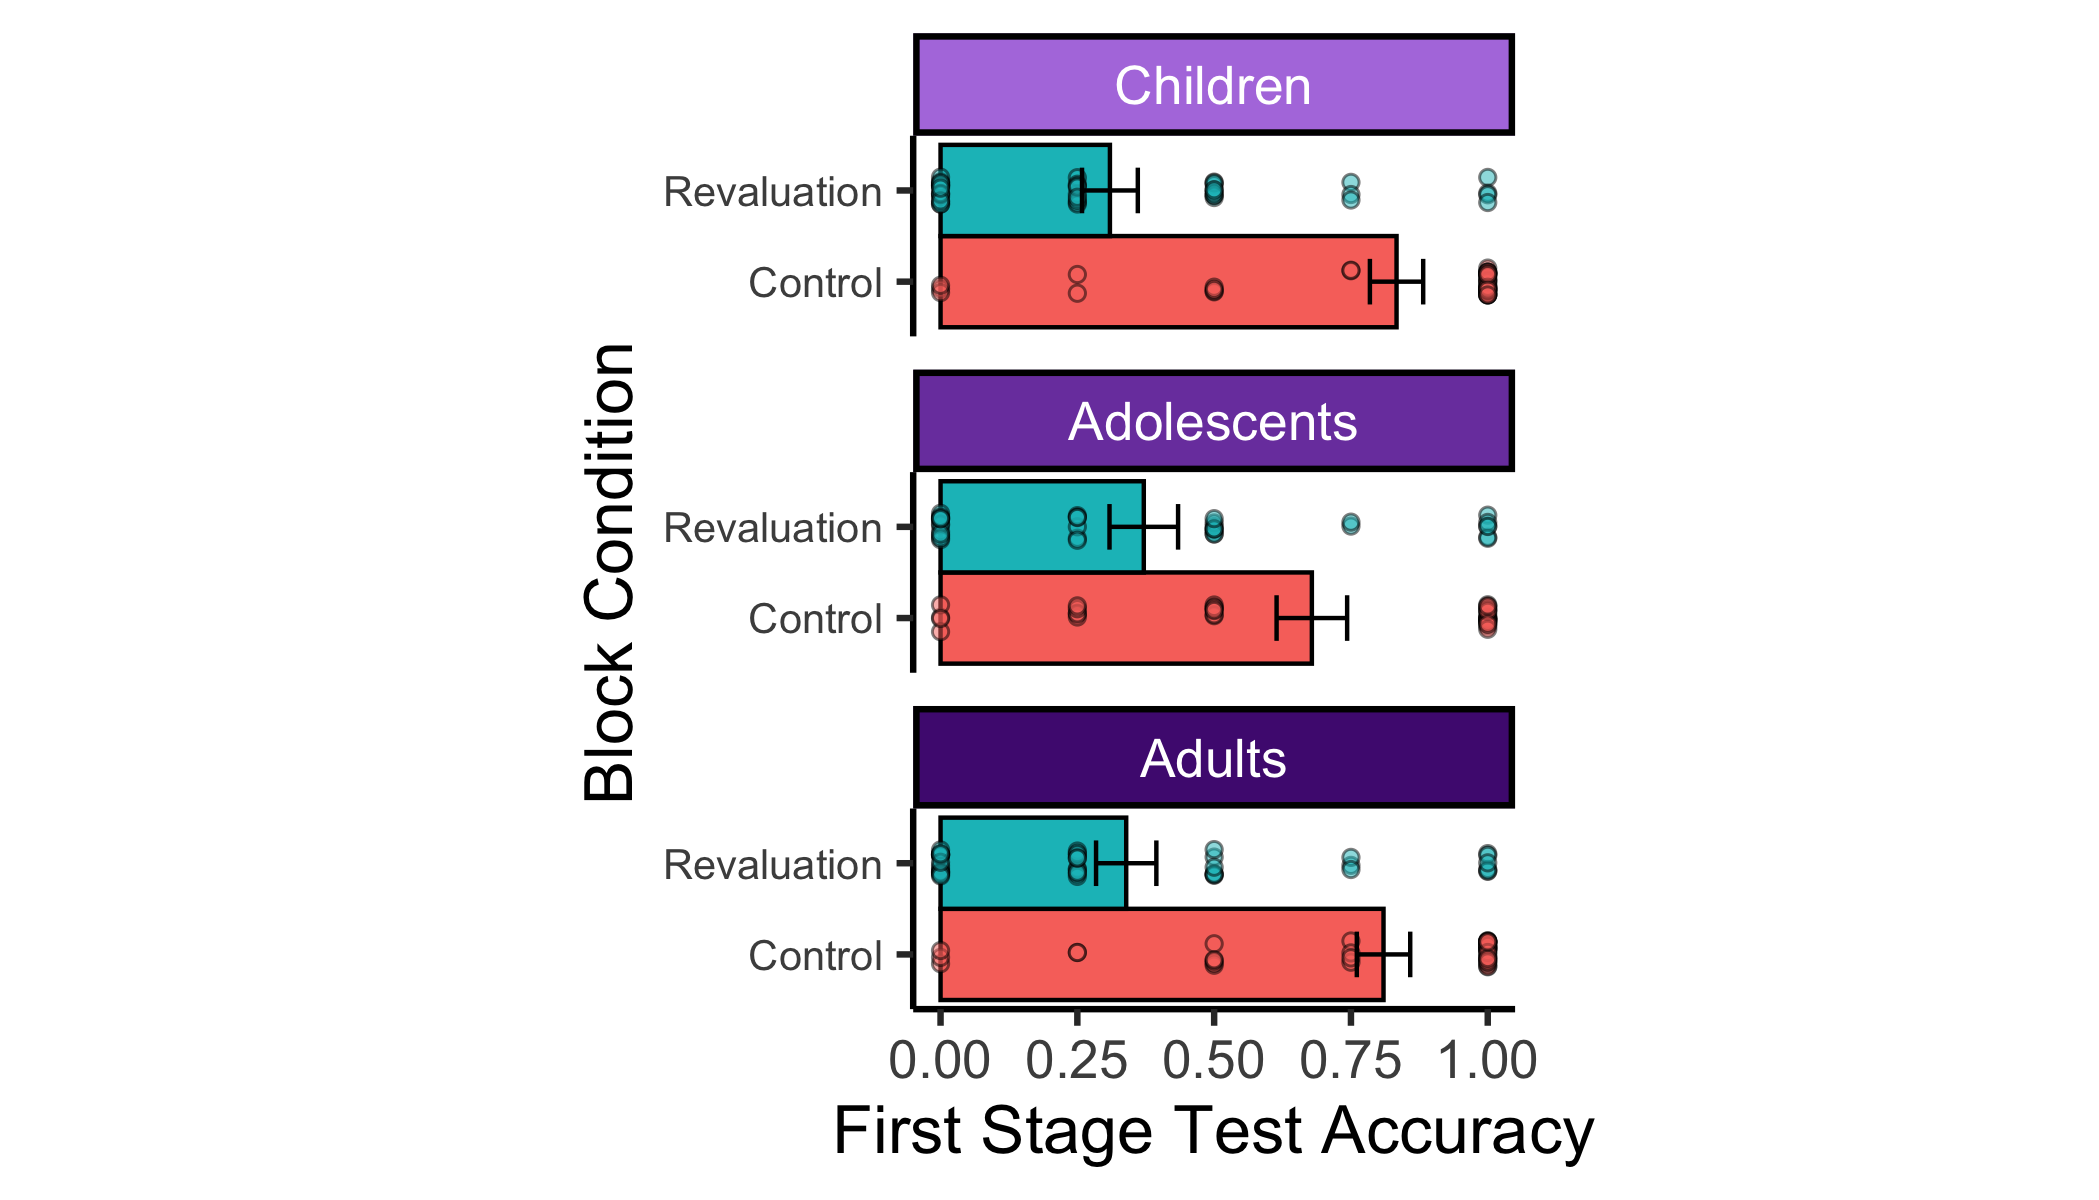 Children
Revaluation
Control
Adolescents
Revaluation
Control
Adults
Revaluation
Control
Block Condition
0.00 0.25 0.50 0.75 1.00
First Stage Test Accuracy